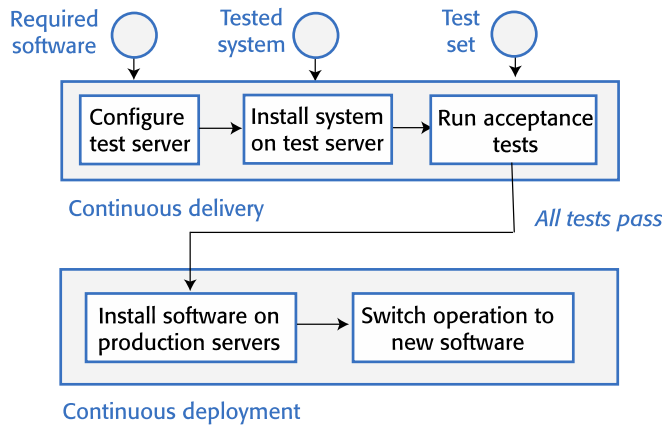 Required
software
Tested
system
Test
set
Configure
test server
Install system
on test server
Run acceptance
tests
Continuous delivery
All tests pass
Install software on
production servers
Switch operation to
new software
Continuous deployment